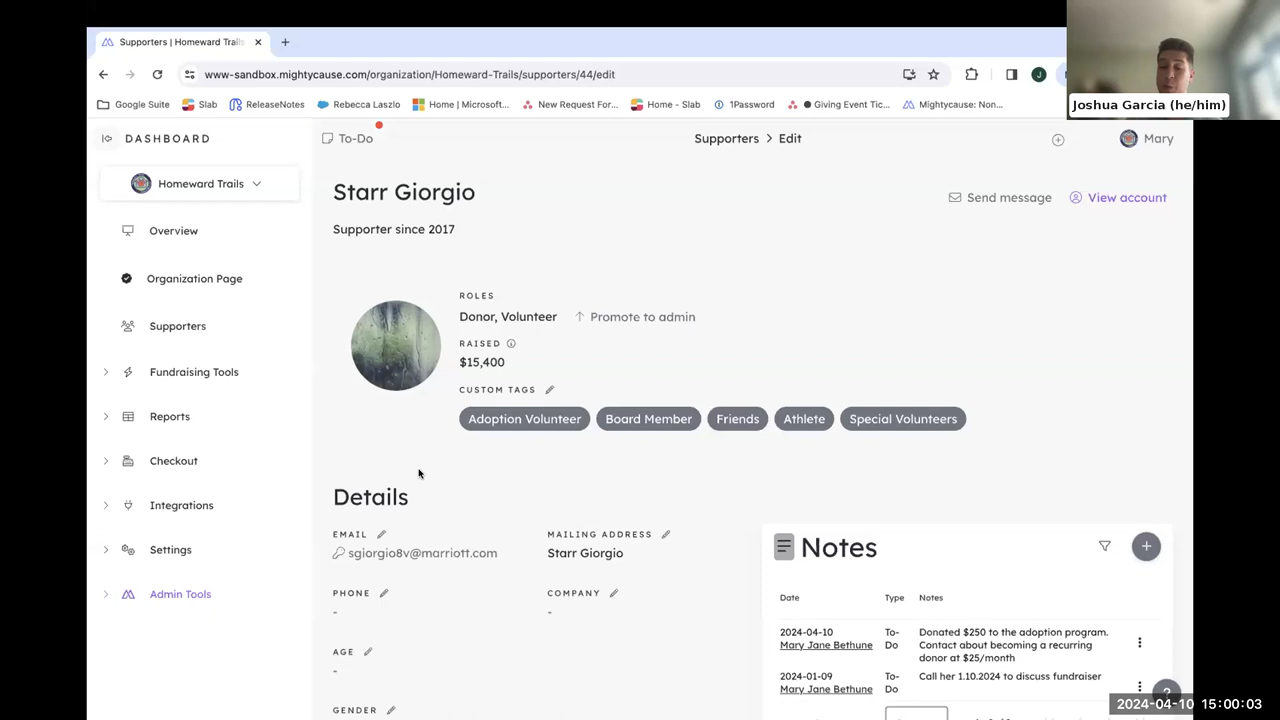 Supporters | Homeward Trails
www-sandbox.mightycause.com/organization/Homeward-Trails/supporters/44/edit
Google Suite
Slab
ReleaseNotes
Rebecca Laszlo
Home | Microsoft...
New Request For...
Home - Slab
1Password
Giving Event Tic...
Mightycause: Non...
Joshua Garcia (he/him)
DASHBOARD
Homeward Trails
Overview
Organization Page
Supporters
Fundraising Tools
Reports
Checkout
Integrations
Settings
Admin Tools
To-Do
Supporters > Edit
Mary
Starr Giorgio
Send message
View account
Supporter since 2017
ROLES
Donor, Volunteer
Promote to admin
RAISED
$15,400
CUSTOM TAGS
Adoption Volunteer
Board Member
Friends
Athlete
Special Volunteers
Details
EMAIL
sgiorgio8v@marriott.com
MAILING ADDRESS
Starr Giorgio
PHONE
-
COMPANY
-
AGE
-
GENDER
Notes
Date
Type
Notes
2024-04-10
Mary Jane Bethune
To-
Do
Donated $250 to the adoption program.
Contact about becoming a recurring
donor at $25/month
2024-01-09
Mary Jane Bethune
To-
Do
Call her 1.10.2024 to discuss fundraiser
2024-04-10 15:00:03